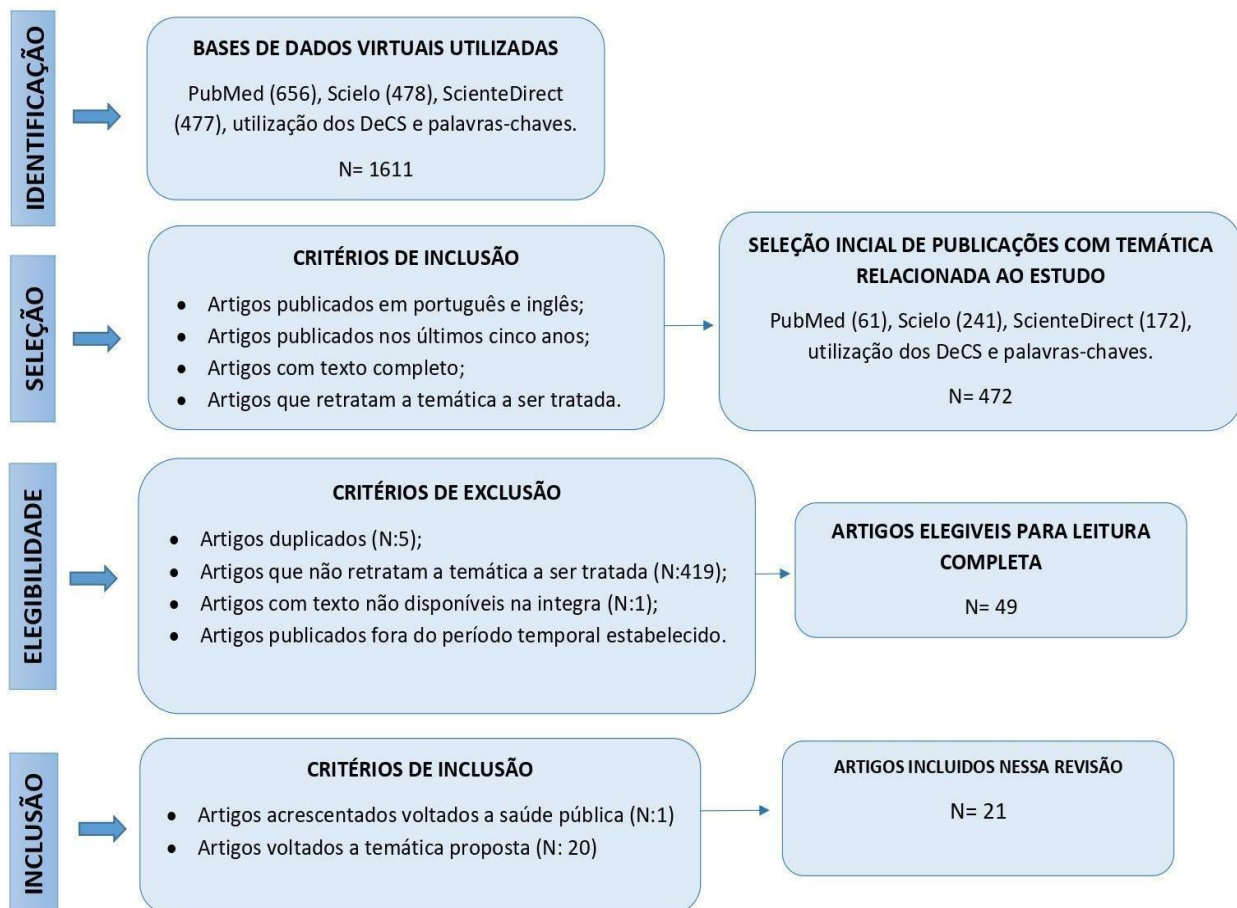 IDENTIFICAÇÃO
BASES DE DADOS VIRTUAIS UTILIZADAS
PubMed (656), Scielo (478), ScienteDirect
(477), utilização dos DeCS e palavras-chaves.
N= 1611
SELEÇÃO
CRITÉRIOS DE INCLUSÃO
• Artigos publicados em português e inglês;
• Artigos publicados nos últimos cinco anos;
• Artigos com texto completo;
• Artigos que retratam a temática a ser tratada.
SELEÇÃO INCIAL DE PUBLICAÇÕES COM TEMÁTICA
RELACIONADA AO ESTUDO
PubMed (61), Scielo (241), ScienteDirect (172),
utilização dos DeCS e palavras-chaves.
N= 472
ELEGIBILIDADE
CRITÉRIOS DE EXCLUSÃO
• Artigos duplicados (N:5);
• Artigos que não retratam a temática a ser tratada (N:419);
• Artigos com texto não disponíveis na integra (N:1);
• Artigos publicados fora do período temporal estabelecido.
ARTIGOS ELEGIVEIS PARA LEITURA
COMPLETA
N= 49
INCLUSÃO
CRITÉRIOS DE INCLUSÃO
• Artigos acrescentados voltados a saúde pública (N:1)
• Artigos voltados a temática proposta (N: 20)
ARTIGOS INCLUIDOS NESSA REVISÃO
N= 21